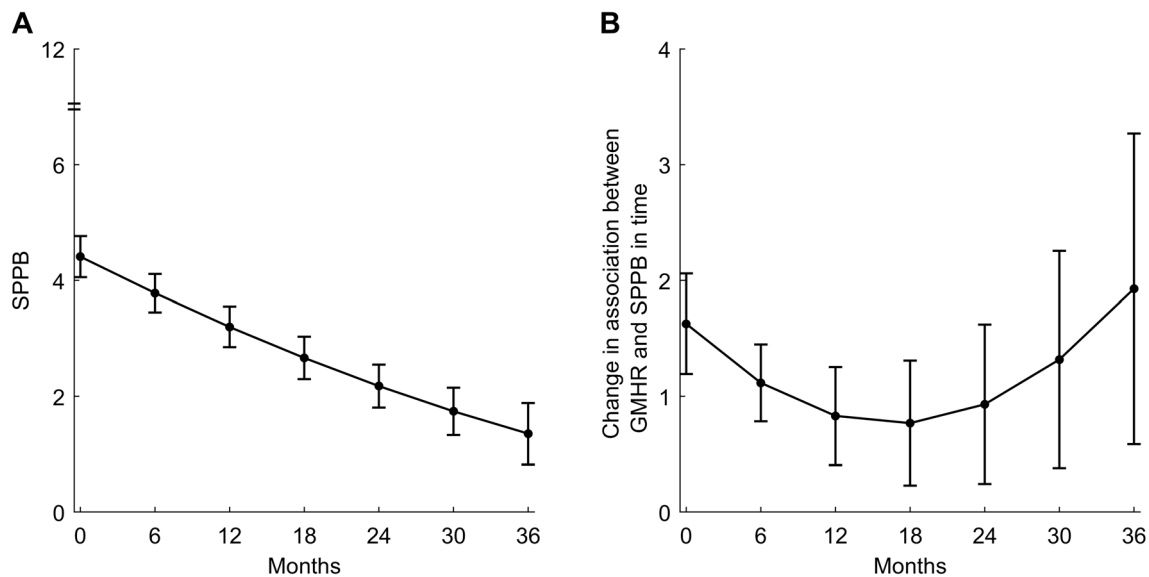 A
12
6
4
2
0
SPPB
0 6 12 18 24 30 36
Months
B
4
3
2
1
0
Change in association between
GMHR and SPPB in time
0 6 12 18 24 30 36
Months